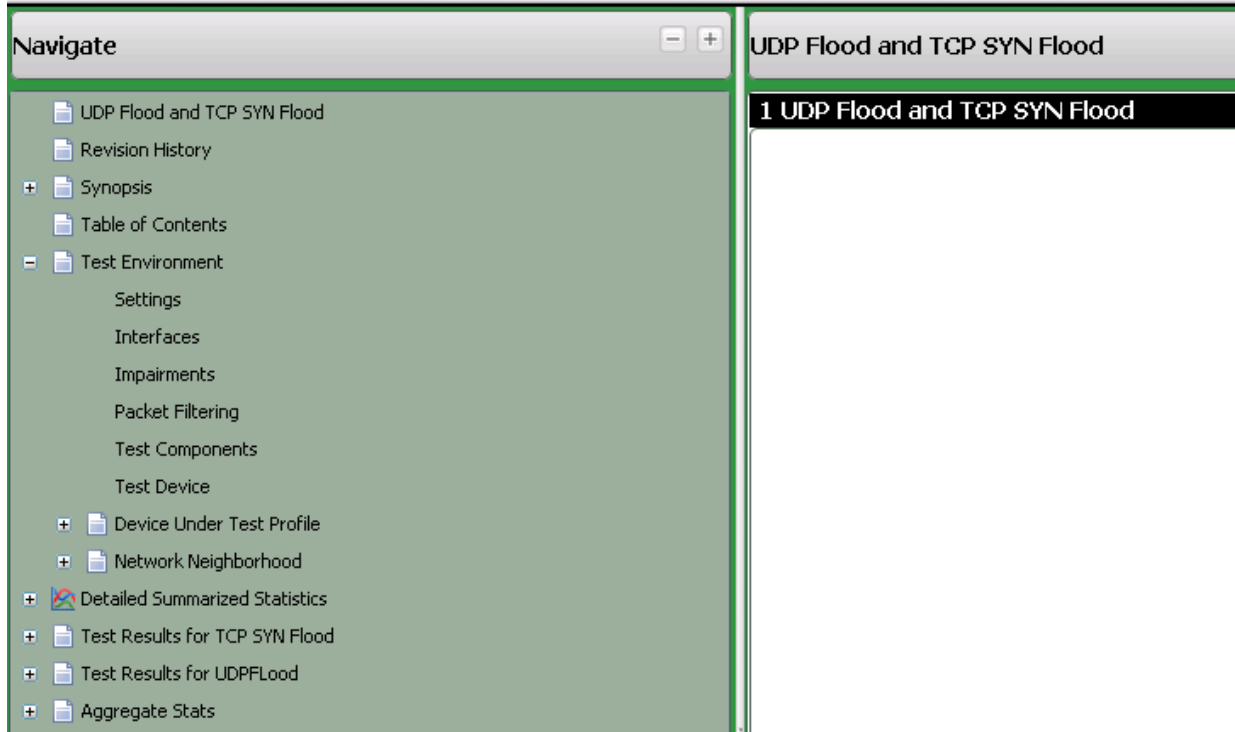 Navigate
UDP Flood and TCP SYN Flood
Revision History
Synopsis
Table of Contents
Test Environment
Settings
Interfaces
Impairments
Packet Filtering
Test Components
Test Device
Device Under Test Profile
Network Neighborhood
Detailed Summarized Statistics
Test Results for TCP SYN Flood
Test Results for UDPFLood
Aggregate Stats
UDP Flood and TCP SYN Flood
1 UDP Flood and TCP SYN Flood